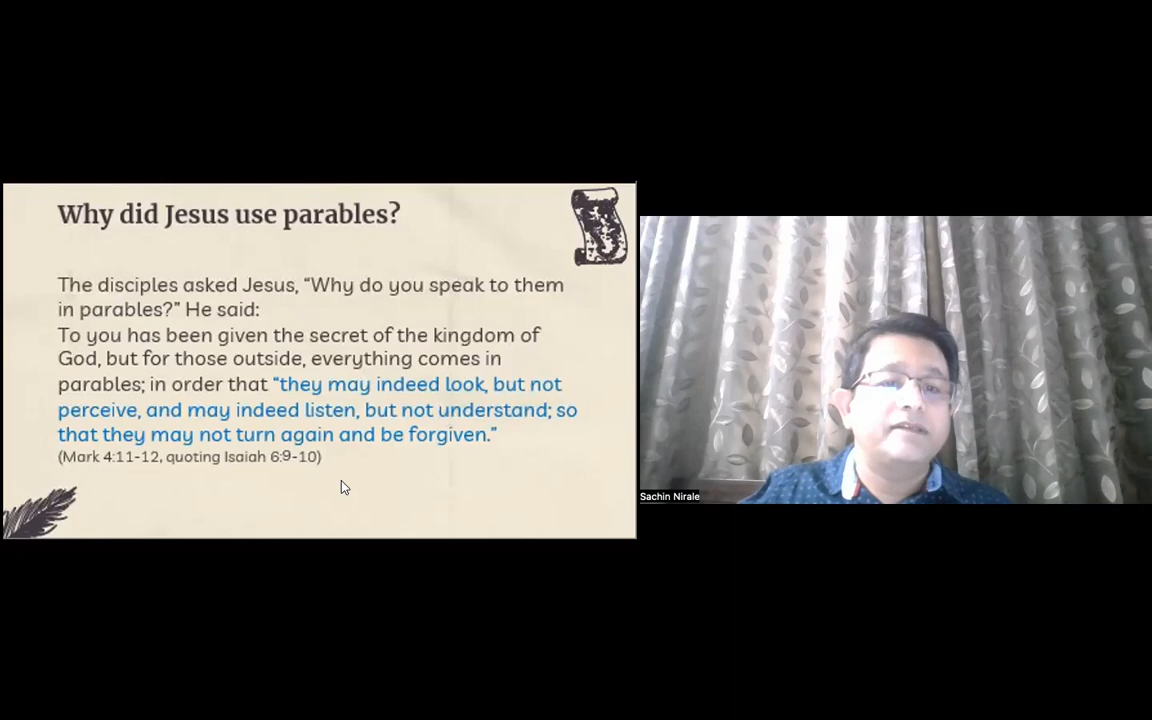 Why did Jesus use parables?
The disciples asked Jesus, “Why do you speak to them
in parables?” He said:
To you has been given the secret of the kingdom of
God, but for those outside, everything comes in
parables; in order that “they may indeed look, but not
perceive, and may indeed listen, but not understand; so
that they may not turn again and be forgiven.”
(Mark 4:11-12, quoting Isaiah 6:9-10)
Sachin Nirale